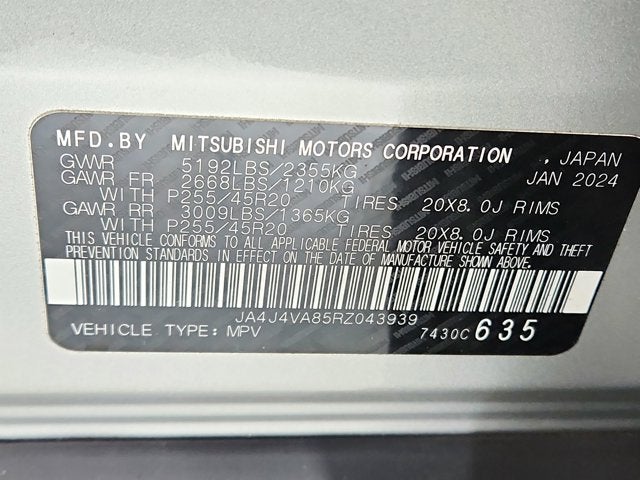 MFD.BY MITSUBISHI MOTORS CORPORATION , JAPAN
GVWR 5192LBS/2355KG JAN 2024
GAWR FR 2668LBS/1210KG
WITH P255/45R20 TIRES 20X8.0J RIMS
GAWR RR 3009LBS/1365KG
WITH P255/45R20 TIRES 20X8.0J RIMS
THIS VEHICLE CONFORMS TO ALL APPLICABLE FEDERAL MOTOR VEHICLE SAFETY AND THEFT
PREVENTION STANDARDS IN EFFECT ON THE DATE OF MANUFACTURE SHOWN ABOVE.
JA4J4VA85RZ043939
VEHICLE TYPE: MPV 7430C 635